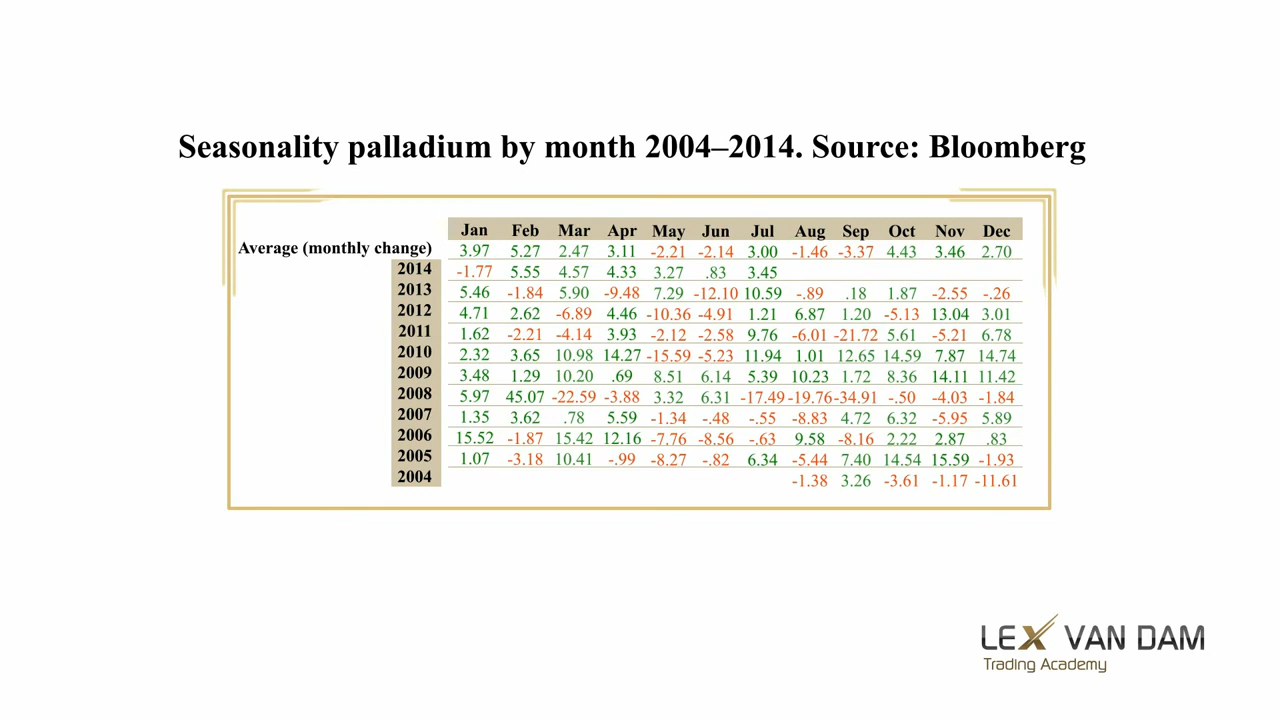 Seasonality palladium by month 2004–2014. Source: Bloomberg
Jan Feb Mar Apr May Jun Jul Aug Sep Oct Nov Dec
Average (monthly change) 3.97 5.27 2.47 3.11 -2.21 -2.14 3.00 -1.46 -3.37 4.43 3.46 2.70
2014 -1.77 5.55 4.57 4.33 3.27 .83 3.45
2013 5.46 -1.84 5.90 -9.48 7.29 -12.10 10.59 -.89 .18 1.87 -2.55 -.26
2012 4.71 2.62 -6.89 4.46 -10.36 -4.91 1.21 6.87 1.20 -5.13 13.04 3.01
2011 1.62 -2.21 -4.14 3.93 -2.12 -2.58 9.76 -6.01 -21.72 5.61 -5.21 6.78
2010 2.32 3.65 10.98 14.27 -15.59 -5.23 11.94 1.01 12.65 14.59 7.87 14.74
2009 3.48 1.29 10.20 .69 8.51 6.14 5.39 10.23 1.72 8.36 14.11 11.42
2008 5.97 45.07 -22.59 -3.88 3.32 6.31 -17.49 -19.76 -34.91 -.50 -4.03 -1.84
2007 1.35 3.62 .78 5.59 -1.34 -.48 -.55 -8.83 4.72 6.32 -5.95 5.89
2006 15.52 -1.87 15.42 12.16 -7.76 -8.56 -.63 9.58 -8.16 2.22 2.87 .83
2005 1.07 -3.18 10.41 -.99 -8.27 -.82 6.34 -5.44 7.40 14.54 15.59 -1.93
2004 -1.38 3.26 -3.61 -1.17 -11.61
LEX VAN DAM
Trading Academy